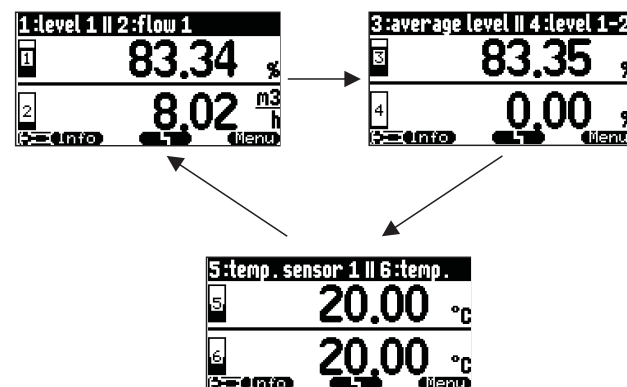 1:level 1 II 2:flow 1
1 83.34 %
2 8.02 m3
h
Info Menu
3:average level II 4:level 1-2
3 83.35 %
4 0.00 %
Info Menu
5:temp. sensor 1 II 6:temp.
5 20.00 °C
6 20.00 °C
Info Menu